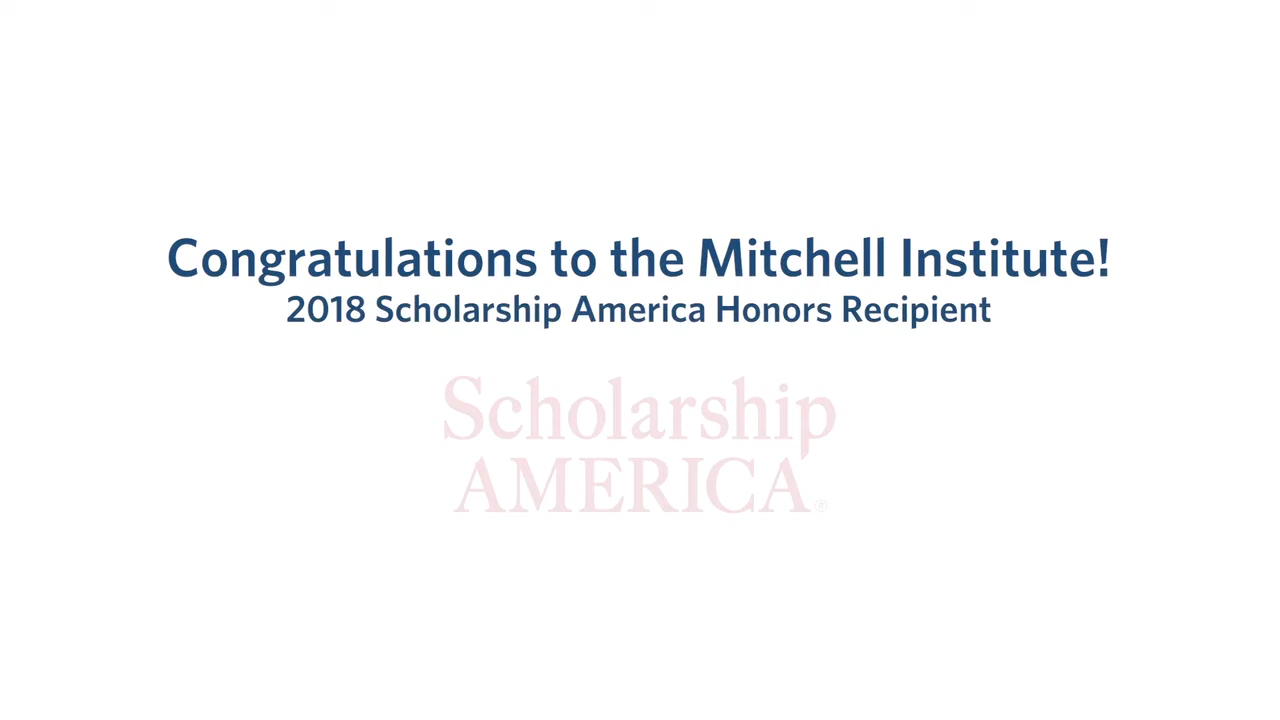 Congratulations to the Mitchell Institute!
2018 Scholarship America Honors Recipient
Scholarship
AMERICA®